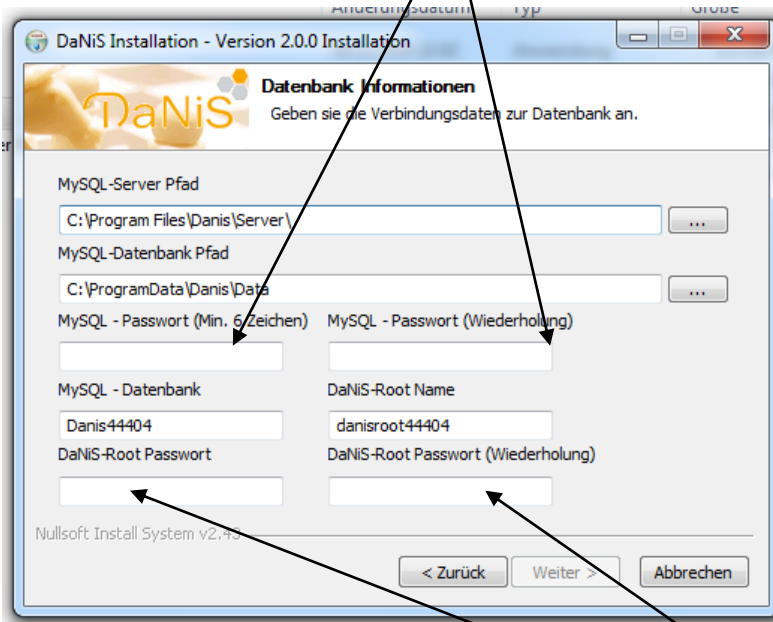 Änderungsdatum Typ Größe
DaNiS Installation - Version 2.0.0 Installation
DaNiS
Datenbank Informationen
Geben sie die Verbindungsdaten zur Datenbank an.
MySQL-Server Pfad
C:\Program Files\Danis\Server\
...
MySQL-Datenbank Pfad
C:\ProgramData\Danis\Data
...
MySQL - Passwort (Min. 6 Zeichen) MySQL - Passwort (Wiederholung)
MySQL - Datenbank DaNiS-Root Name
Danis44404 danisroot44404
DaNiS-Root Passwort DaNiS-Root Passwort (Wiederholung)
Nullsoft Install System v2.43
< Zurück Weiter > Abbrechen